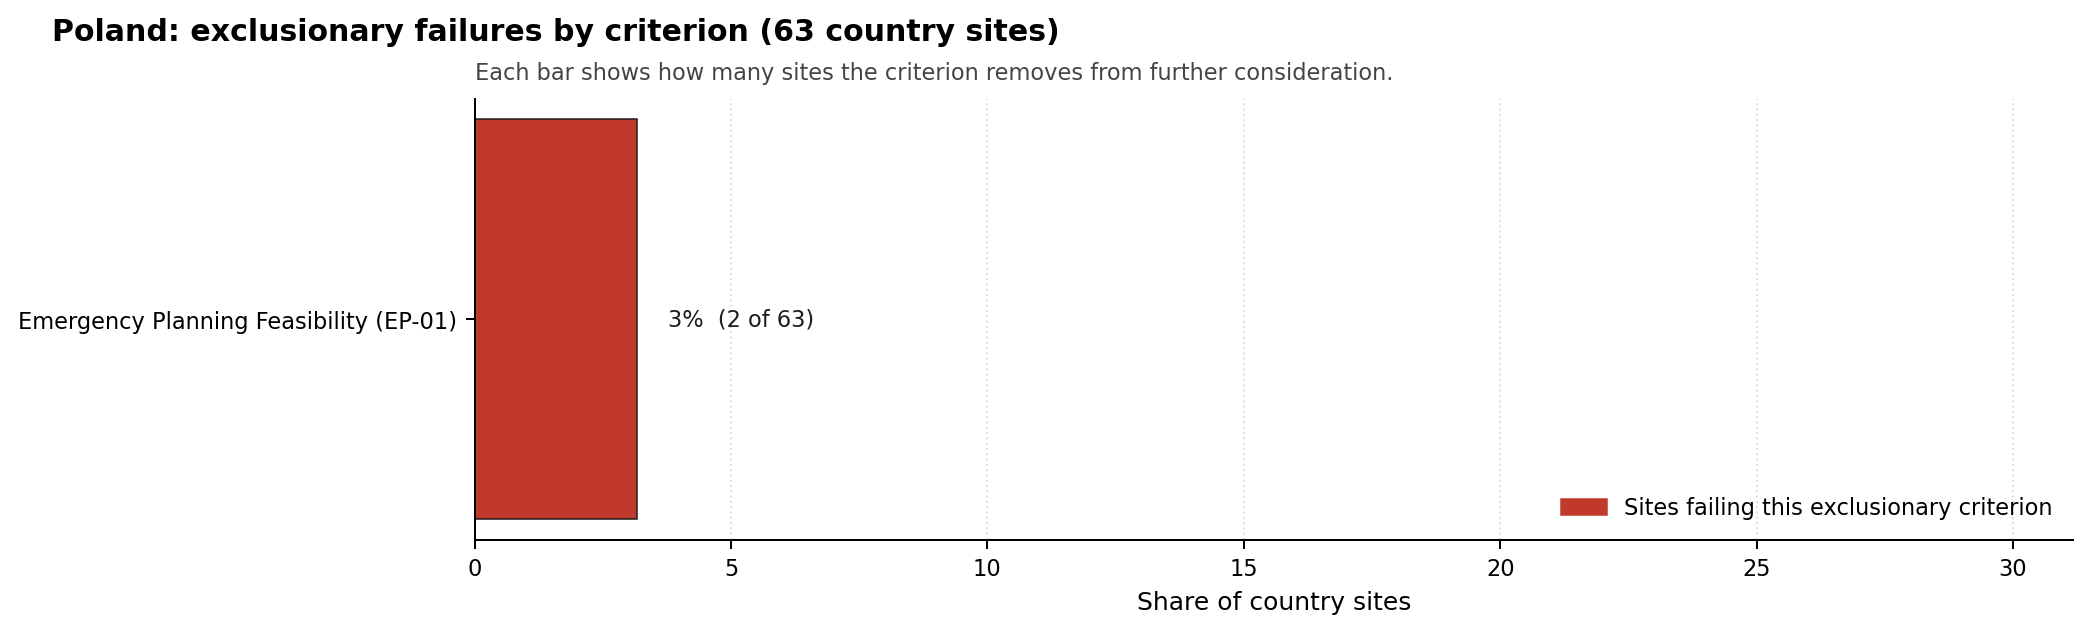 Poland: exclusionary failures by criterion (63 country sites)
Each bar shows how many sites the criterion removes from further consideration.
Emergency Planning Feasibility (EP-01)
3% (2 of 63)
Sites failing this exclusionary criterion
0 5 10 15 20 25 30
Share of country sites